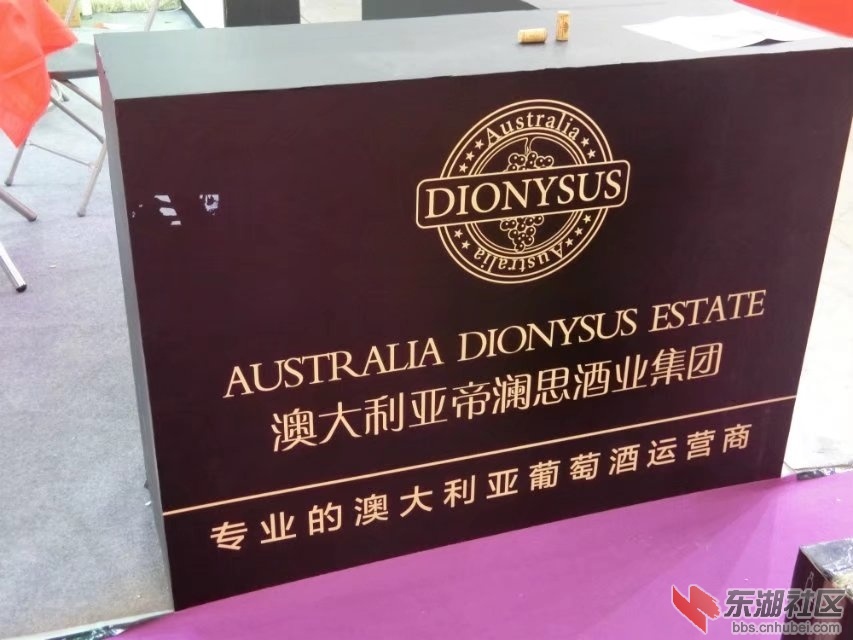 Australia
DIONYSUS
Australia
AUSTRALIA DIONYSUS ESTATE
澳大利亚帝澜思酒业集团
专业的澳大利亚葡萄酒运营商
东湖社区
bbs.cnhubei.com